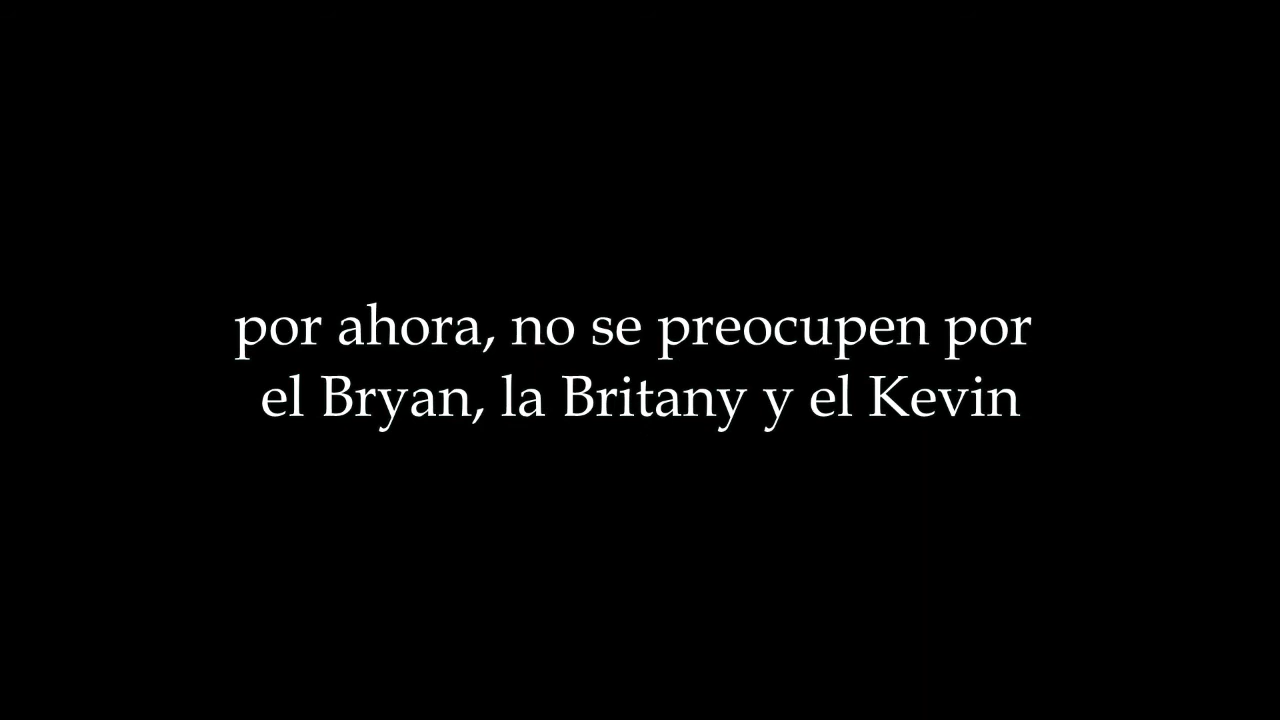 por ahora, no se preocupen por
el Bryan, la Britany y el Kevin